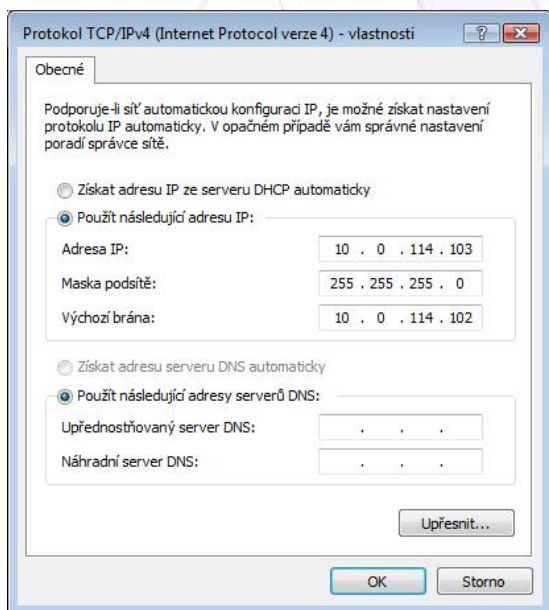 Protokol TCP/IPv4 (Internet Protocol verze 4) - vlastnosti
Obecné
Podporuje-li síť automatickou konfiguraci IP, je možné získat nastavení
protokolu IP automaticky. V opačném případě vám správné nastavení
poradí správce sítě.
Získat adresu IP ze serveru DHCP automaticky
Použít následující adresu IP:
Adresa IP: 10 . 0 . 114 . 103
Maska podsítě: 255 . 255 . 255 . 0
Výchozí brána: 10 . 0 . 114 . 102
Získat adresu serveru DNS automaticky
Použít následující adresy serverů DNS:
Upřednostňovaný server DNS: . . .
Náhradní server DNS: . . .
Upřesnit...
OK Storno